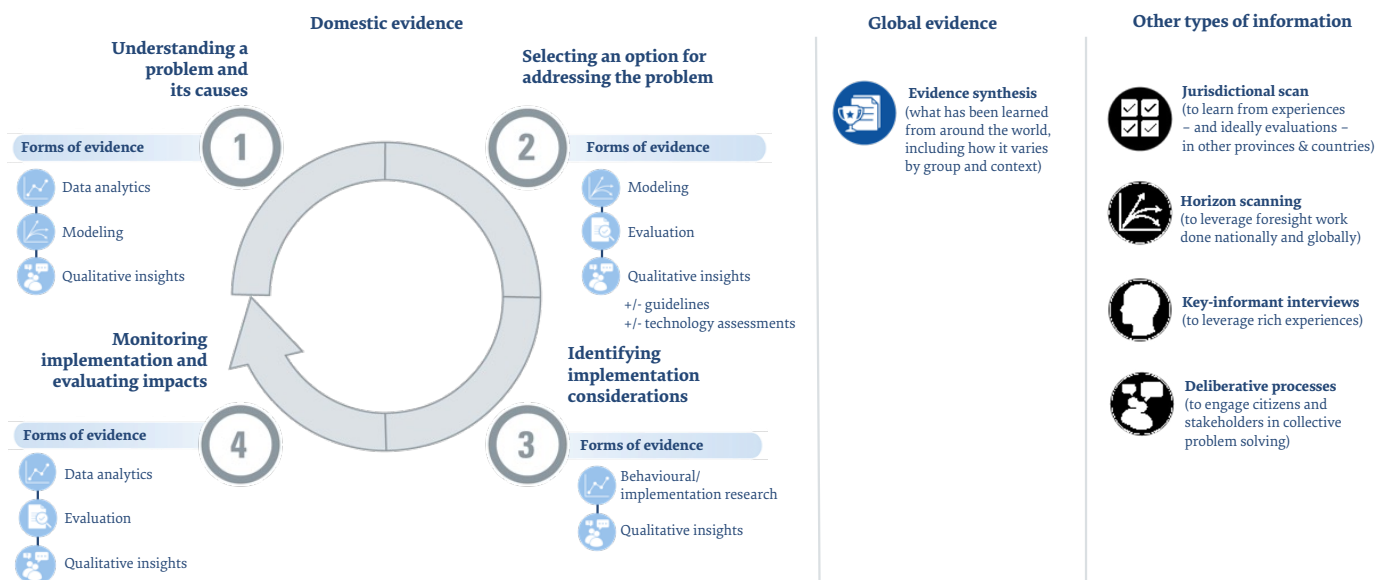 Domestic evidence
Understanding a
problem and
its causes
1
Forms of evidence
Data analytics
Modeling
Qualitative insights
Selecting an option for
addressing the problem
2
Forms of evidence
Modeling
Evaluation
Qualitative insights
+/- guidelines
+/- technology assessments
Identifying
implementation
considerations
3
Forms of evidence
Behavioural/
implementation research
Qualitative insights
Monitoring
implementation and
evaluating impacts
4
Forms of evidence
Data analytics
Evaluation
Qualitative insights
Global evidence
Evidence synthesis
(what has been learned
from around the world,
including how it varies
by group and context)
Other types of information
Jurisdictional scan
(to learn from experiences
– and ideally evaluations –
in other provinces & countries)
Horizon scanning
(to leverage foresight work
done nationally and globally)
Key-informant interviews
(to leverage rich experiences)
Deliberative processes
(to engage citizens and
stakeholders in collective
problem solving)